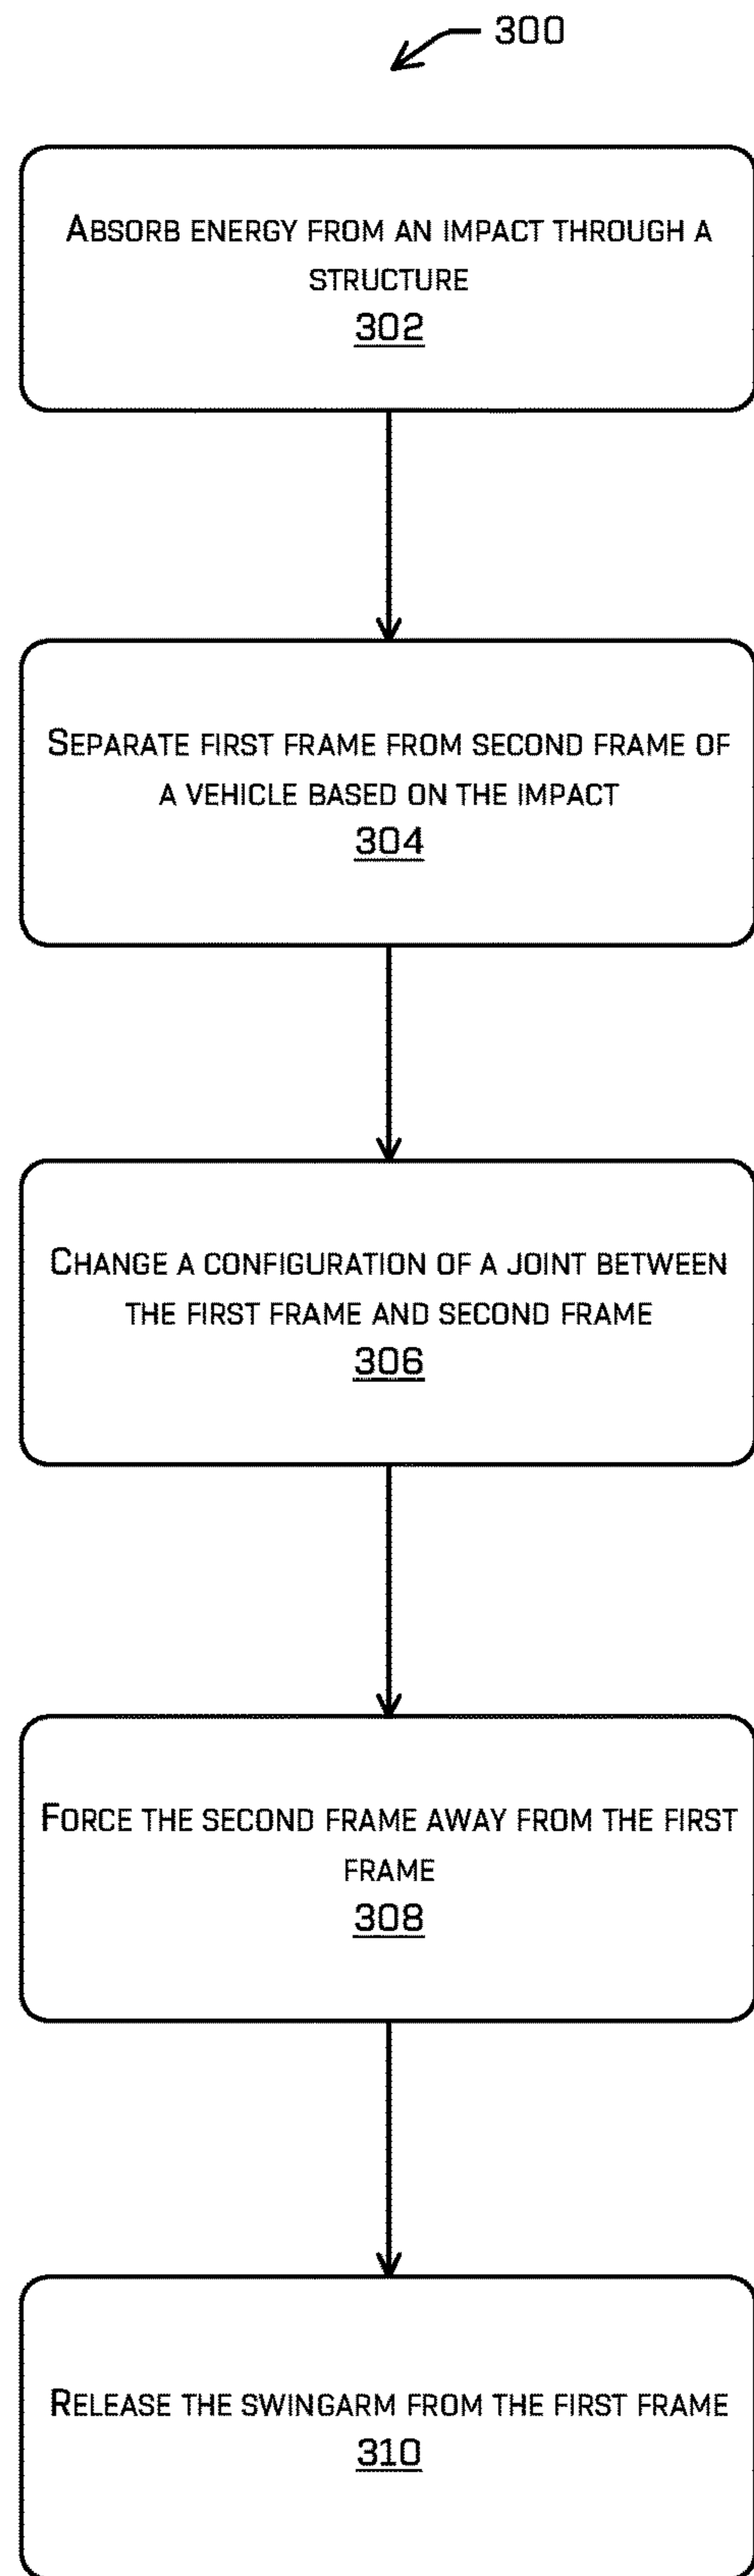 300
ABSORB ENERGY FROM AN IMPACT THROUGH A
STRUCTURE
302
SEPARATE FIRST FRAME FROM SECOND FRAME OF
A VEHICLE BASED ON THE IMPACT
304
CHANGE A CONFIGURATION OF A JOINT BETWEEN
THE FIRST FRAME AND SECOND FRAME
306
FORCE THE SECOND FRAME AWAY FROM THE FIRST
FRAME
308
RELEASE THE SWINGARM FROM THE FIRST FRAME
310